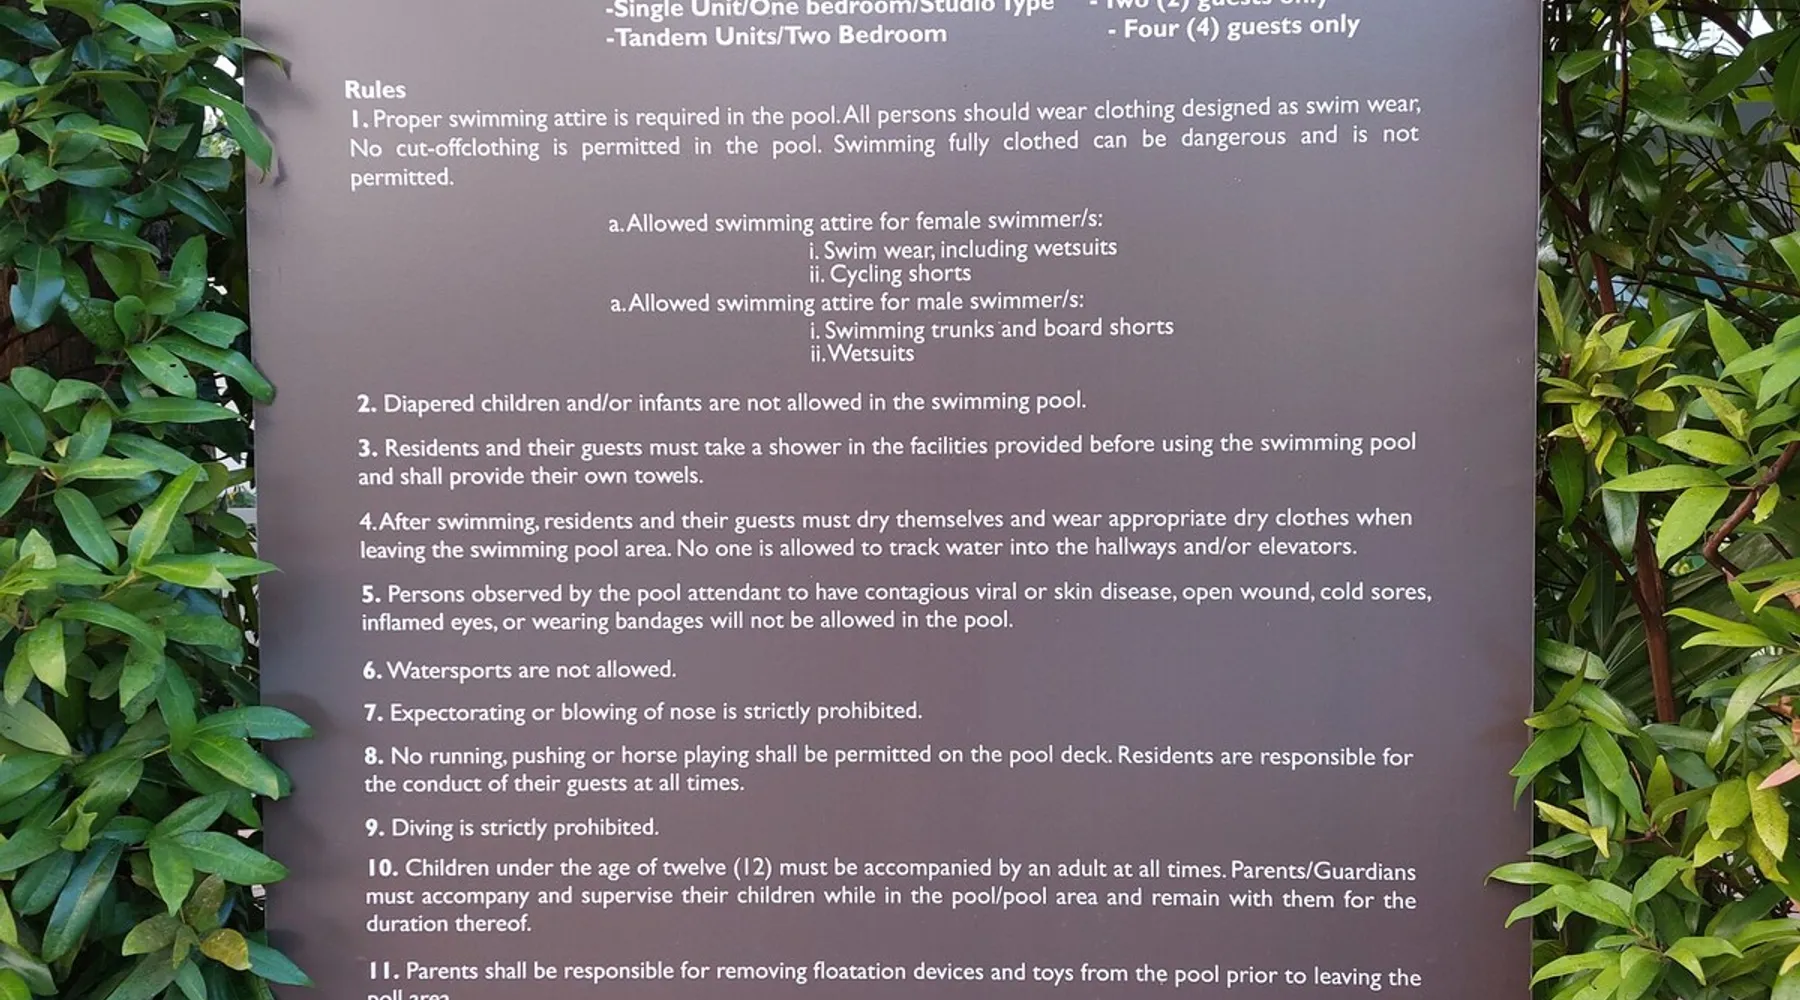 -Single Unit/One bedroom/Studio Type - Two (2) guests only
-Tandem Units/Two Bedroom - Four (4) guests only
Rules
1. Proper swimming attire is required in the pool. All persons should wear clothing designed as swim wear,
No cut-offclothing is permitted in the pool. Swimming fully clothed can be dangerous and is not
permitted.
a. Allowed swimming attire for female swimmer/s:
i. Swim wear, including wetsuits
ii. Cycling shorts
a. Allowed swimming attire for male swimmer/s:
i. Swimming trunks and board shorts
ii. Wetsuits
2. Diapered children and/or infants are not allowed in the swimming pool.
3. Residents and their guests must take a shower in the facilities provided before using the swimming pool
and shall provide their own towels.
4. After swimming, residents and their guests must dry themselves and wear appropriate dry clothes when
leaving the swimming pool area. No one is allowed to track water into the hallways and/or elevators.
5. Persons observed by the pool attendant to have contagious viral or skin disease, open wound, cold sores,
inflamed eyes, or wearing bandages will not be allowed in the pool.
6. Watersports are not allowed.
7. Expectorating or blowing of nose is strictly prohibited.
8. No running, pushing or horse playing shall be permitted on the pool deck. Residents are responsible for
the conduct of their guests at all times.
9. Diving is strictly prohibited.
10. Children under the age of twelve (12) must be accompanied by an adult at all times. Parents/Guardians
must accompany and supervise their children while in the pool/pool area and remain with them for the
duration thereof.
11. Parents shall be responsible for removing floatation devices and toys from the pool prior to leaving the
poll area